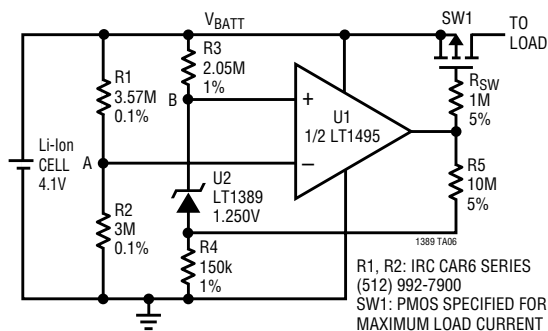 V_BATT
SW1
TO
LOAD
R3
2.05M
1%
R1
3.57M
0.1%
B
R_SW
1M
5%
+
U1
1/2 LT1495
–
Li-Ion
CELL
4.1V
A
U2
LT1389
1.250V
R5
10M
5%
R2
3M
0.1%
R4
150k
1%
1389 TA06
R1, R2: IRC CAR6 SERIES
(512) 992-7900
SW1: PMOS SPECIFIED FOR
MAXIMUM LOAD CURRENT